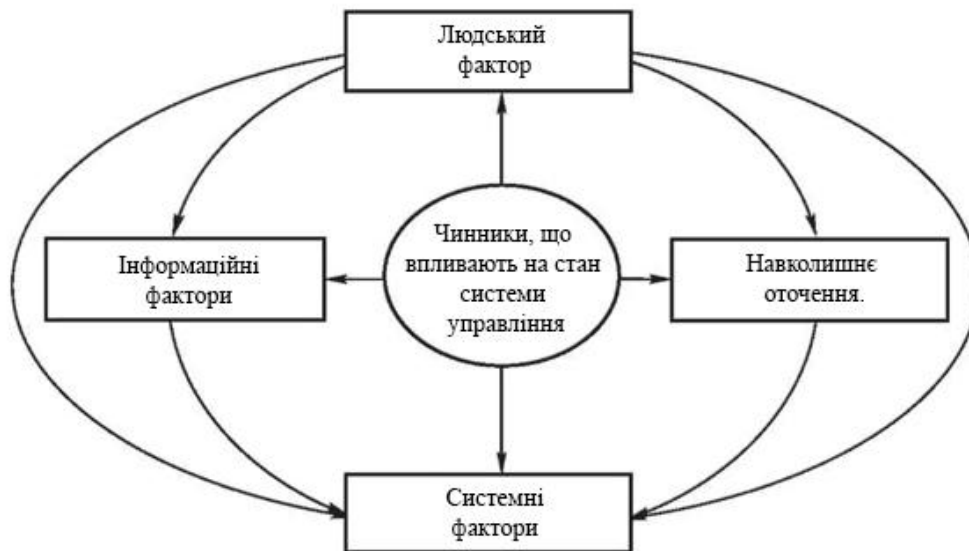 Людський
фактор
Чинники, що
впливають на стан
системи
управління
Інформаційні
фактори
Навколишнє
оточення.
Системні
фактори